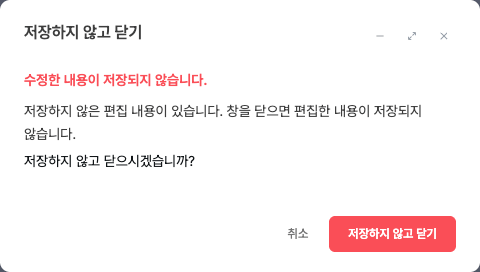 저장하지 않고 닫기
수정한 내용이 저장되지 않습니다.
저장하지 않은 편집 내용이 있습니다. 창을 닫으면 편집한 내용이 저장되지
않습니다.
저장하지 않고 닫으시겠습니까?
취소
저장하지 않고 닫기